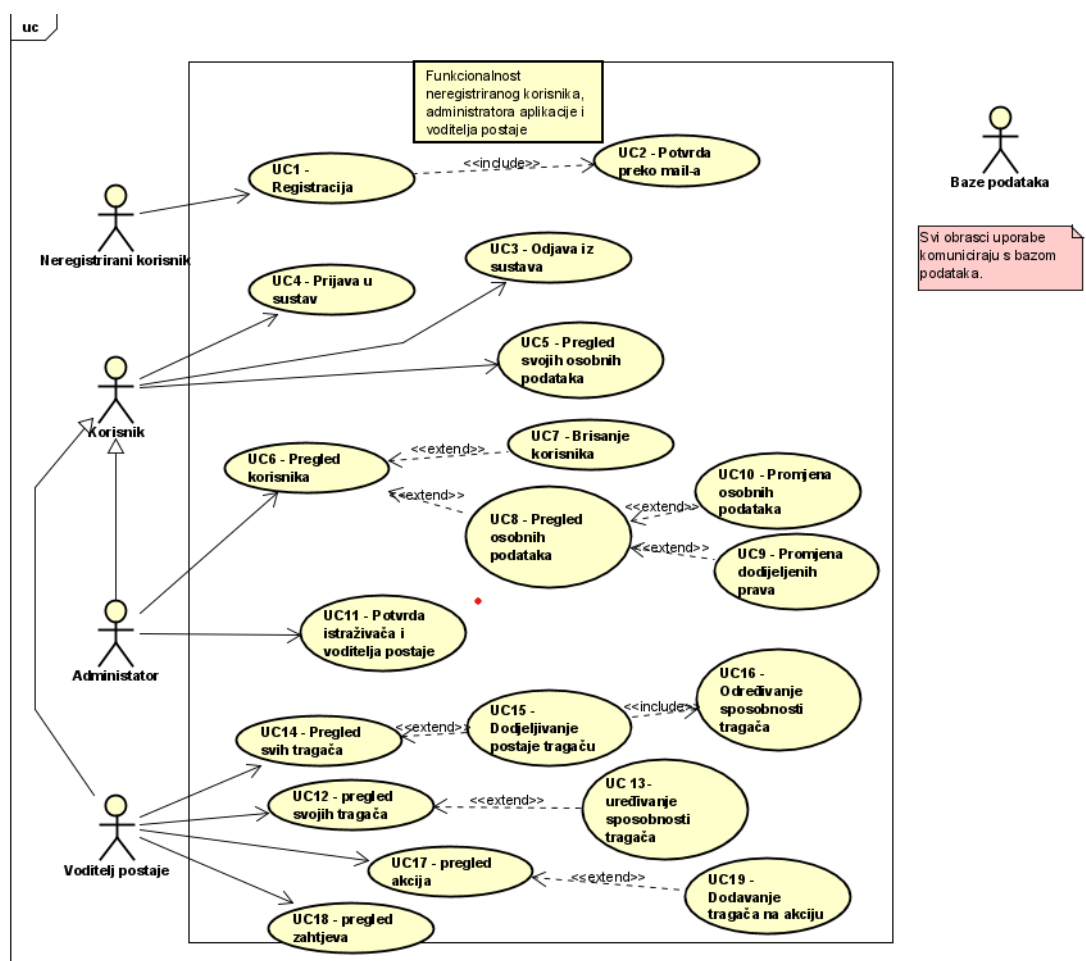 uc
Funkcionalnost
neregistriranog korisnika,
administratora aplikacije i
voditelja postaje
UC1 -
Registracija
<<include>>
UC2 - Potvrda
preko mail-a
Baze podataka
Svi obrasci uporabe
komuniciraju s bazom
podataka.
Neregistrirani korisnik
UC3 - Odjava iz
sustava
UC4 - Prijava u
sustav
UC5 - Pregled
svojih osobnih
podataka
Korisnik
UC6 - Pregled
korisnika
<<extend>>
UC7 - Brisanje
korisnika
<<extend>>
UC8 - Pregled
osobnih
podataka
<<extend>>
UC10 - Promjena
osobnih
podataka
<<extend>>
UC9 - Promjena
dodijeljenih
prava
UC11 - Potvrda
istraživača i
voditelja postaje
Administator
UC14 - Pregled
svih tragača
<<extend>>
UC15 -
Dodjeljivanje
postaje tragaču
<<include>>
UC16 -
Određivanje
sposobnosti
tragača
UC12 - pregled
svojih tragača
<<extend>>
UC 13-
uređivanje
sposobnosti
tragača
Voditelj postaje
UC17 - pregled
akcija
<<extend>>
UC19 -
Dodavanje
tragača na akciju
UC18 - pregled
zahtjeva